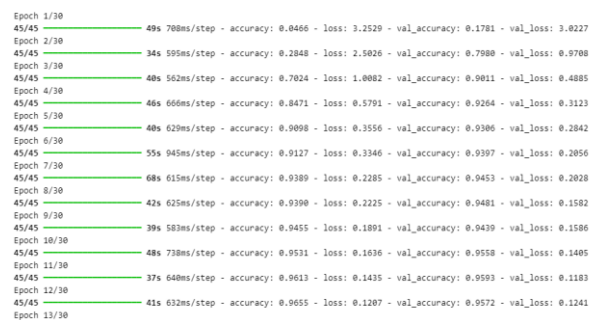 Epoch 1/30
45/45 49s 708ms/step - accuracy: 0.0466 - loss: 3.2529 - val_accuracy: 0.1781 - val_loss: 3.0227
Epoch 2/30
45/45 34s 595ms/step - accuracy: 0.2848 - loss: 2.5026 - val_accuracy: 0.7980 - val_loss: 0.9708
Epoch 3/30
45/45 40s 562ms/step - accuracy: 0.7024 - loss: 1.0082 - val_accuracy: 0.9011 - val_loss: 0.4885
Epoch 4/30
45/45 46s 666ms/step - accuracy: 0.8471 - loss: 0.5791 - val_accuracy: 0.9264 - val_loss: 0.3123
Epoch 5/30
45/45 40s 629ms/step - accuracy: 0.9098 - loss: 0.3556 - val_accuracy: 0.9306 - val_loss: 0.2842
Epoch 6/30
45/45 55s 945ms/step - accuracy: 0.9127 - loss: 0.3346 - val_accuracy: 0.9397 - val_loss: 0.2056
Epoch 7/30
45/45 68s 615ms/step - accuracy: 0.9389 - loss: 0.2285 - val_accuracy: 0.9453 - val_loss: 0.2028
Epoch 8/30
45/45 42s 625ms/step - accuracy: 0.9390 - loss: 0.2225 - val_accuracy: 0.9481 - val_loss: 0.1582
Epoch 9/30
45/45 39s 583ms/step - accuracy: 0.9455 - loss: 0.1891 - val_accuracy: 0.9439 - val_loss: 0.1586
Epoch 10/30
45/45 48s 738ms/step - accuracy: 0.9531 - loss: 0.1636 - val_accuracy: 0.9558 - val_loss: 0.1405
Epoch 11/30
45/45 37s 640ms/step - accuracy: 0.9613 - loss: 0.1435 - val_accuracy: 0.9593 - val_loss: 0.1183
Epoch 12/30
45/45 41s 632ms/step - accuracy: 0.9655 - loss: 0.1207 - val_accuracy: 0.9572 - val_loss: 0.1241
Epoch 13/30